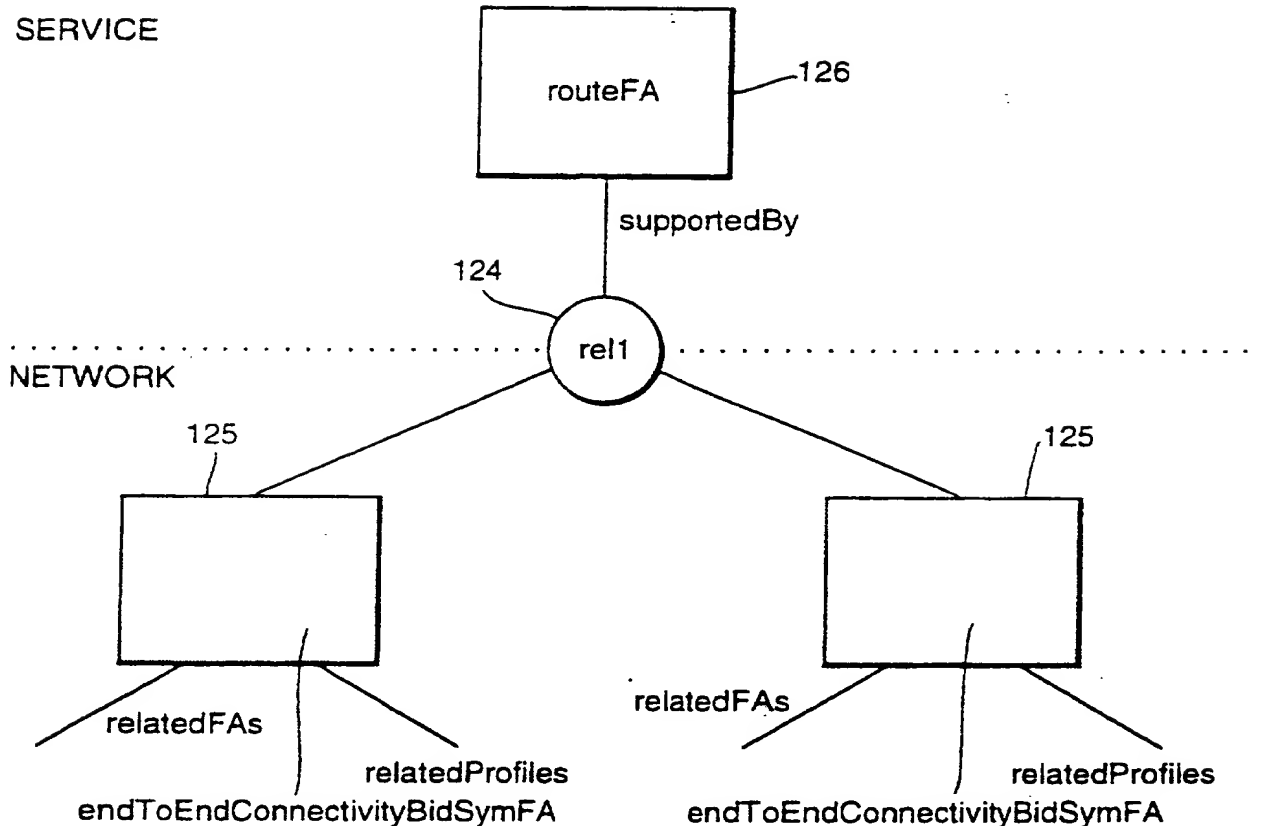 SERVICE
routeFA
126
supportedBy
124
rel1
NETWORK
125
125
relatedFAs
relatedProfiles
endToEndConnectivityBidSymFA
relatedFAs
relatedProfiles
endToEndConnectivityBidSymFA